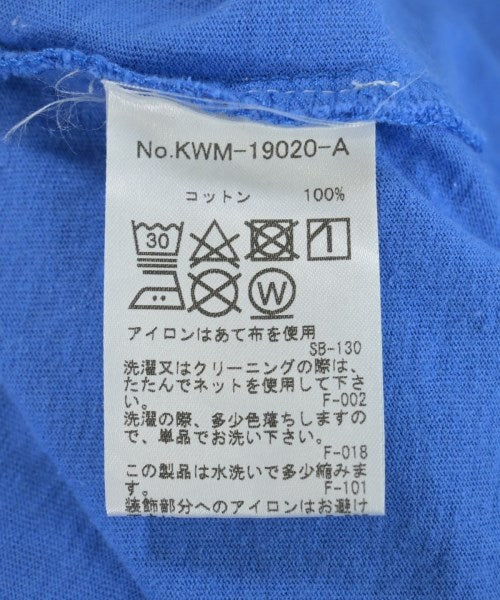 No.KWM-19020-A
コットン 100%
30
W
アイロンはあて布を使用
SB-130
洗濯又はクリーニングの際は、
たたんでネットを使用して下さ
い。 F-002
洗濯の際、多少色落ちしますの
で、単品でお洗い下さい。
F-018
この製品は水洗いで多少縮みま
す。 F-101
装飾部分へのアイロンはお避け